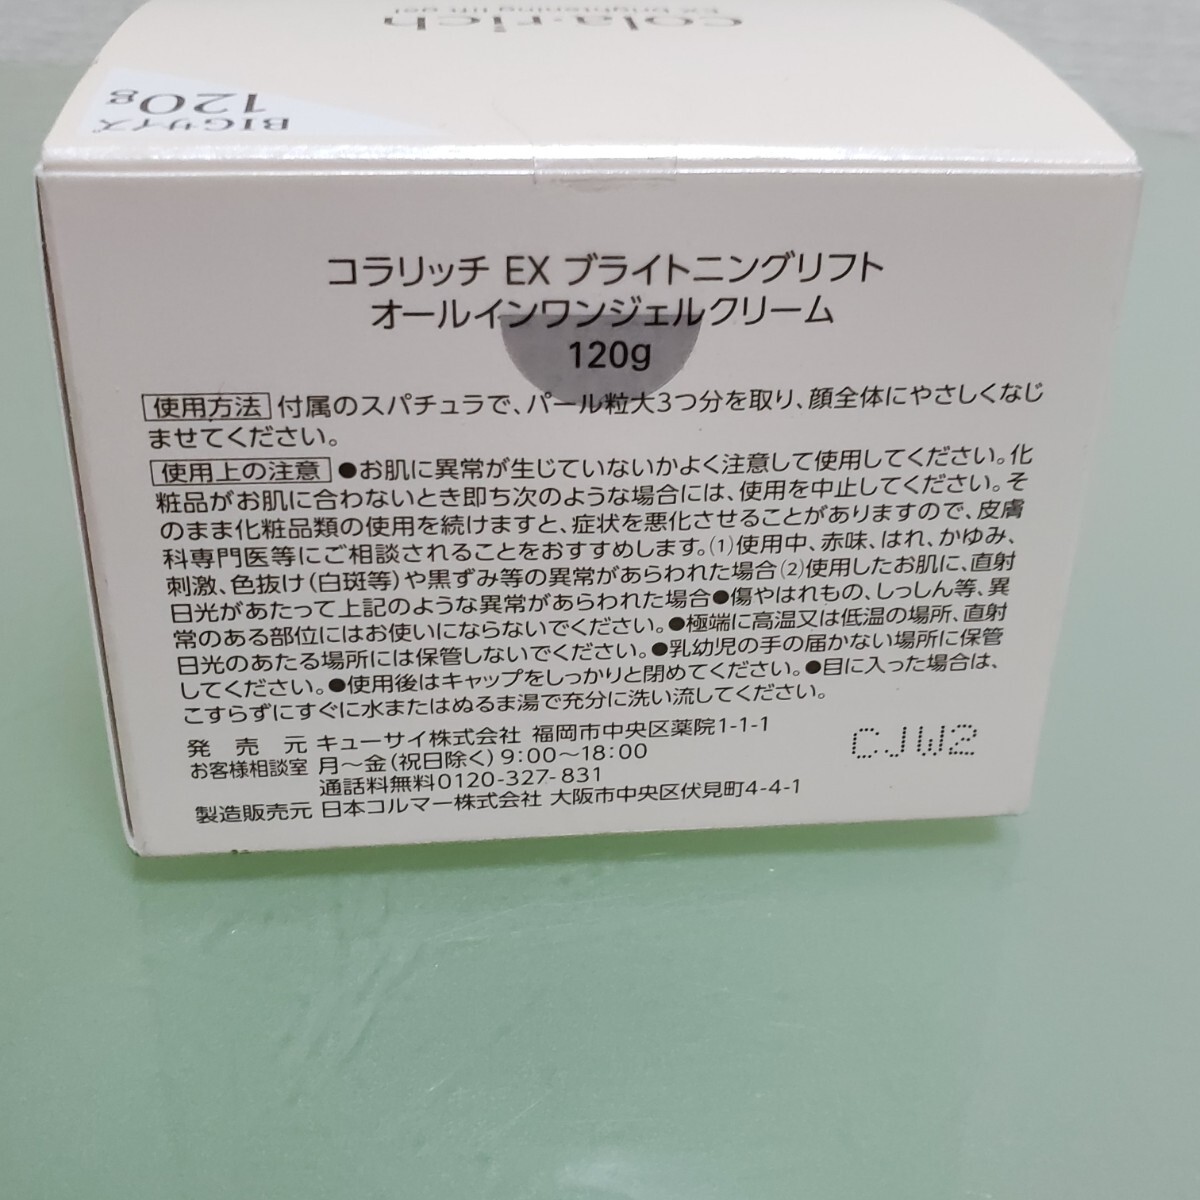 cola·rich
Ex brightening lift gel
BIGサイズ
120g
コラリッチ EX ブライトニングリフト
オールインワンジェルクリーム
120g
使用方法 付属のスパチュラで、パール粒大3つ分を取り、顔全体にやさしくなじ
ませてください。
使用上の注意 ●お肌に異常が生じていないかよく注意して使用してください。化
粧品がお肌に合わないとき即ち次のような場合には、使用を中止してください。そ
のまま化粧品類の使用を続けますと、症状を悪化させることがありますので、皮膚
科専門医等にご相談されることをおすすめします。(1)使用中、赤味、はれ、かゆみ、
刺激、色抜け(白斑等)や黒ずみ等の異常があらわれた場合(2)使用したお肌に、直射
日光があたって上記のような異常があらわれた場合●傷やはれもの、しっしん等、異
常のある部位にはお使いにならないでください。●極端に高温又は低温の場所、直射
日光のあたる場所には保管しないでください。●乳幼児の手の届かない場所に保管
してください。●使用後はキャップをしっかりと閉めてください。●目に入った場合は、
こすらずにすぐに水またはぬるま湯で充分に洗い流してください。
発売元 キューサイ株式会社 福岡市中央区薬院1-1-1
お客様相談室 月～金(祝日除く)9:00～18:00
通話料無料0120-327-831
製造販売元 日本コルマー株式会社 大阪市中央区伏見町4-4-1
CJW2